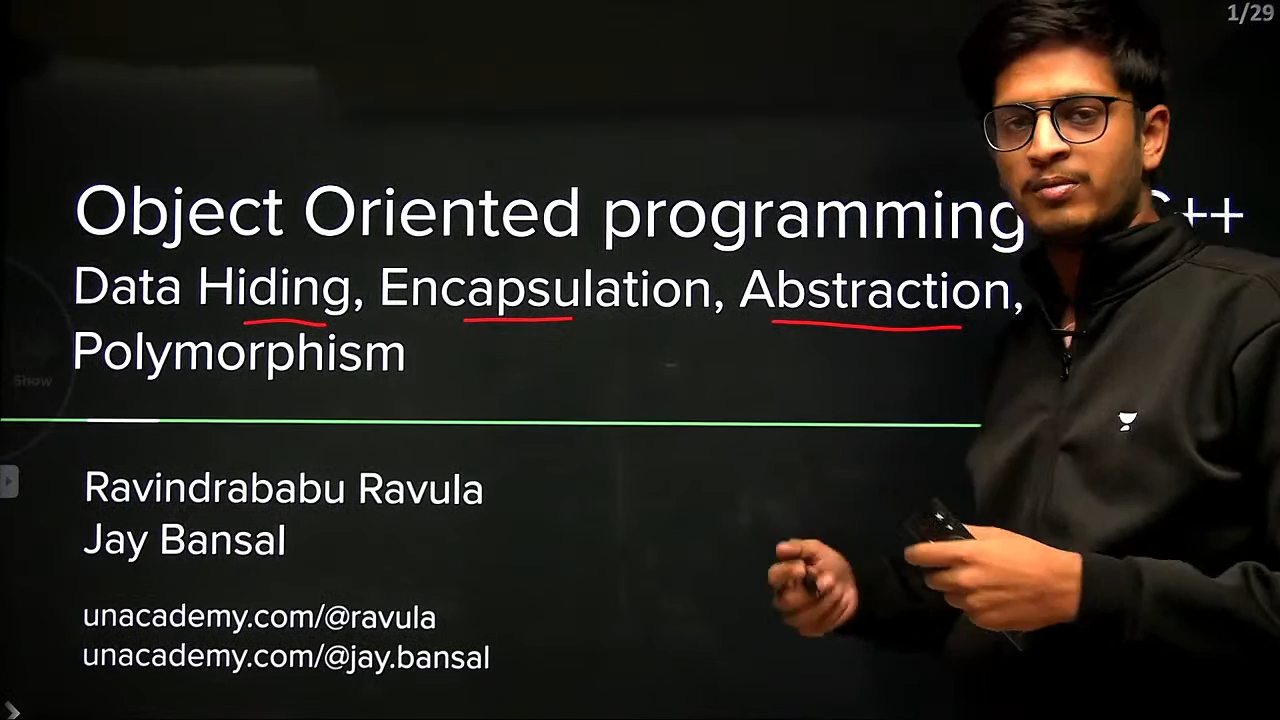 1/29
Object Oriented programming C++
Data Hiding, Encapsulation, Abstraction,
Polymorphism
Show
Ravindrababu Ravula
Jay Bansal
unacademy.com/@ravula
unacademy.com/@jay.bansal